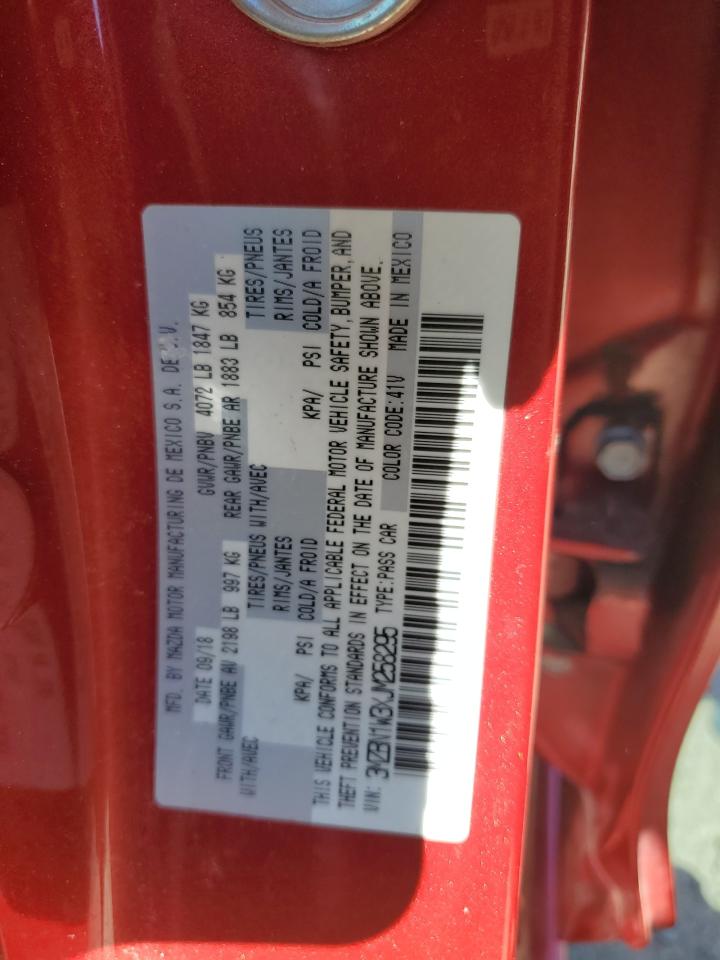 MFD. BY MAZDA MOTOR MANUFACTURING DE MEXICO S.A. DE C.V.
DATE 09/18 GVWR/PNBV 4072 LB 1847 KG
FRONT GAWR/PNBE AV 2198 LB 997 KG REAR GAWR/PNBE AR 1883 LB 854 KG
WITH/AVEC TIRES/PNEUS WITH/AVEC TIRES/PNEUS
RIMS/JANTES RIMS/JANTES
KPA/ PSI COLD/A FROID KPA/ PSI COLD/A FROID
THIS VEHICLE CONFORMS TO ALL APPLICABLE FEDERAL MOTOR VEHICLE SAFETY, BUMPER, AND
THEFT PREVENTION STANDARDS IN EFFECT ON THE DATE OF MANUFACTURE SHOWN ABOVE.
VIN: 3MZBN1W3XJM258295 TYPE:PASS CAR COLOR CODE:41V MADE IN MEXICO